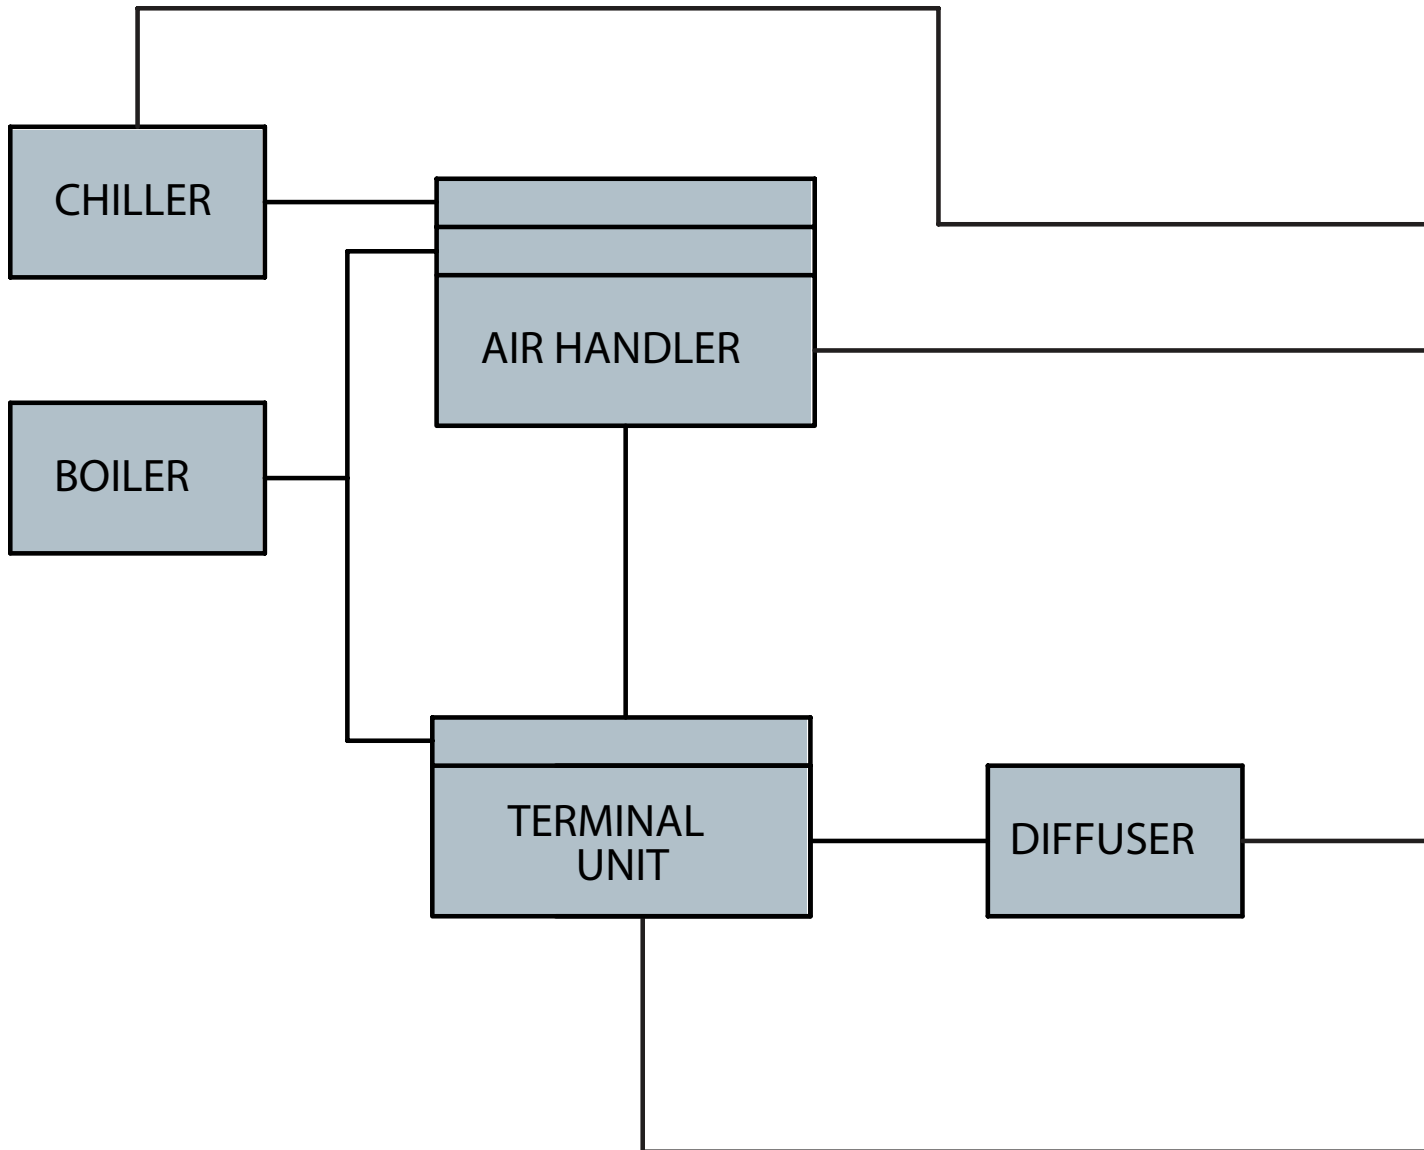 CHILLER
AIR HANDLER
BOILER
TERMINAL
UNIT
DIFFUSER